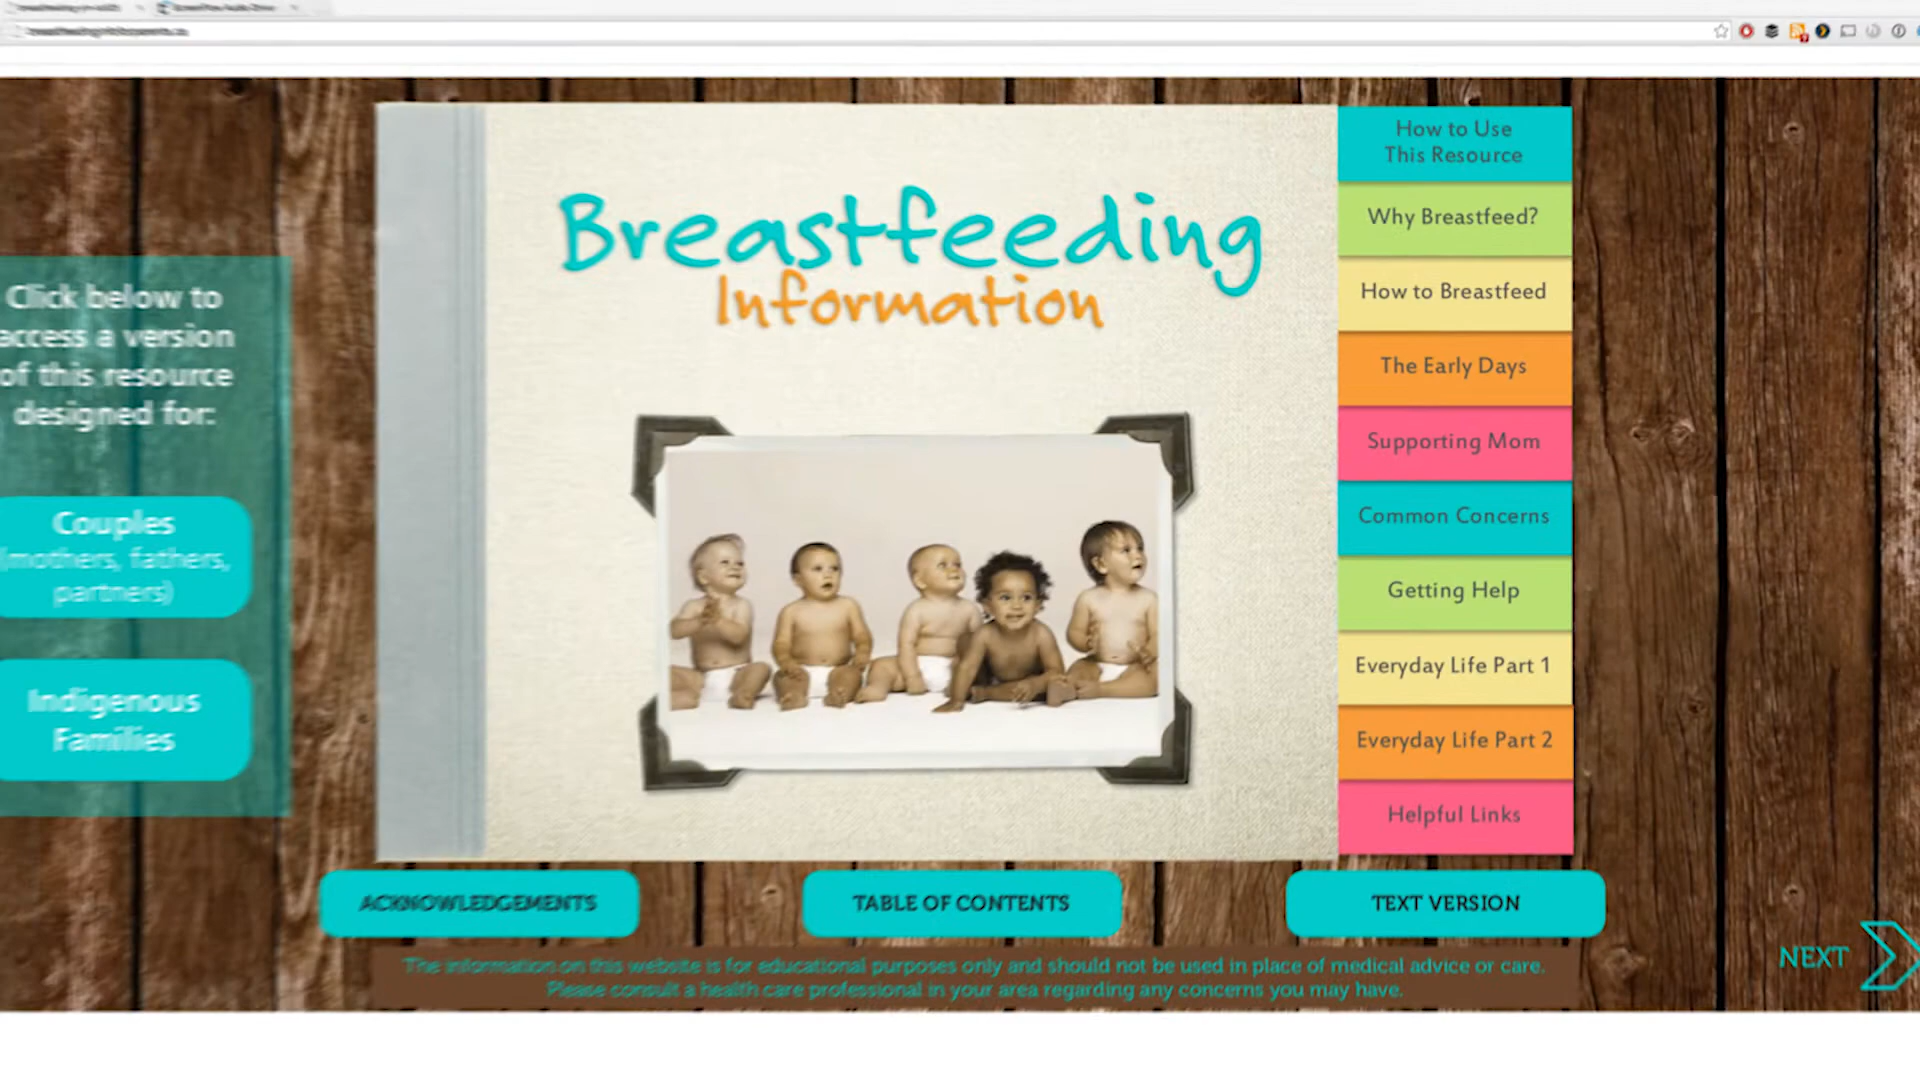 Click below to
access a version
of this resource
designed for:
Couples
(mothers, fathers,
partners)
Indigenous
Families
Breastfeeding
Information
How to Use
This Resource
Why Breastfeed?
How to Breastfeed
The Early Days
Supporting Mom
Common Concerns
Getting Help
Everyday Life Part 1
Everyday Life Part 2
Helpful Links
ACKNOWLEDGEMENTS
TABLE OF CONTENTS
TEXT VERSION
NEXT
The information on this website is for educational purposes only and should not be used in place of medical advice or care.
Please consult a health care professional in your area regarding any concerns you may have.